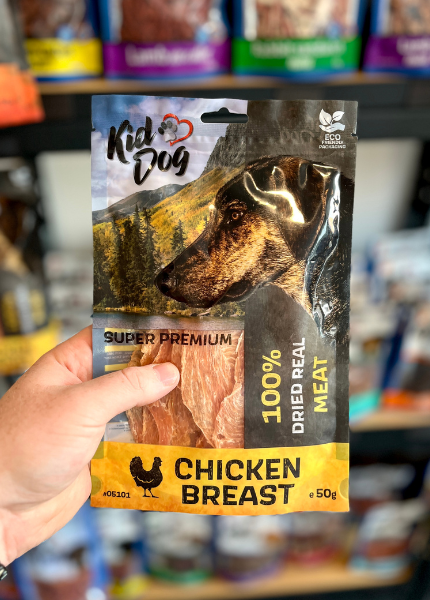 Kid
Dog
ECO
FRIENDLY
PACKAGING
SUPER PREMIUM
100%
DRIED REAL
MEAT
CHICKEN
BREAST
#05101
e 50g